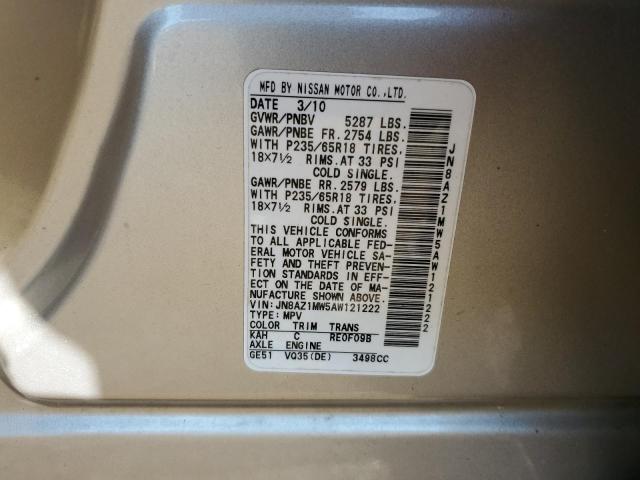 MFD BY NISSAN MOTOR CO.,LTD.
DATE 3/10
GVWR/PNBV 5287 LBS.
GAWR/PNBE FR. 2754 LBS.
WITH P235/65R18 TIRES,
18×7½ RIMS. AT 33 PSI
COLD SINGLE.
GAWR/PNBE RR. 2579 LBS.
WITH P235/65R18 TIRES,
18×7½ RIMS. AT 33 PSI
COLD SINGLE.
THIS VEHICLE CONFORMS
TO ALL APPLICABLE FED-
ERAL MOTOR VEHICLE SA-
FETY AND THEFT PREVEN-
TION STANDARDS IN EFF-
ECT ON THE DATE OF MA-
NUFACTURE SHOWN ABOVE.
VIN: JN8AZ1MW5AW121222
TYPE: MPV
COLOR TRIM TRANS
KAH C RE0F09B
AXLE ENGINE
GE51 VQ35(DE) 3498CC
JN8AZ1MW5AW121222